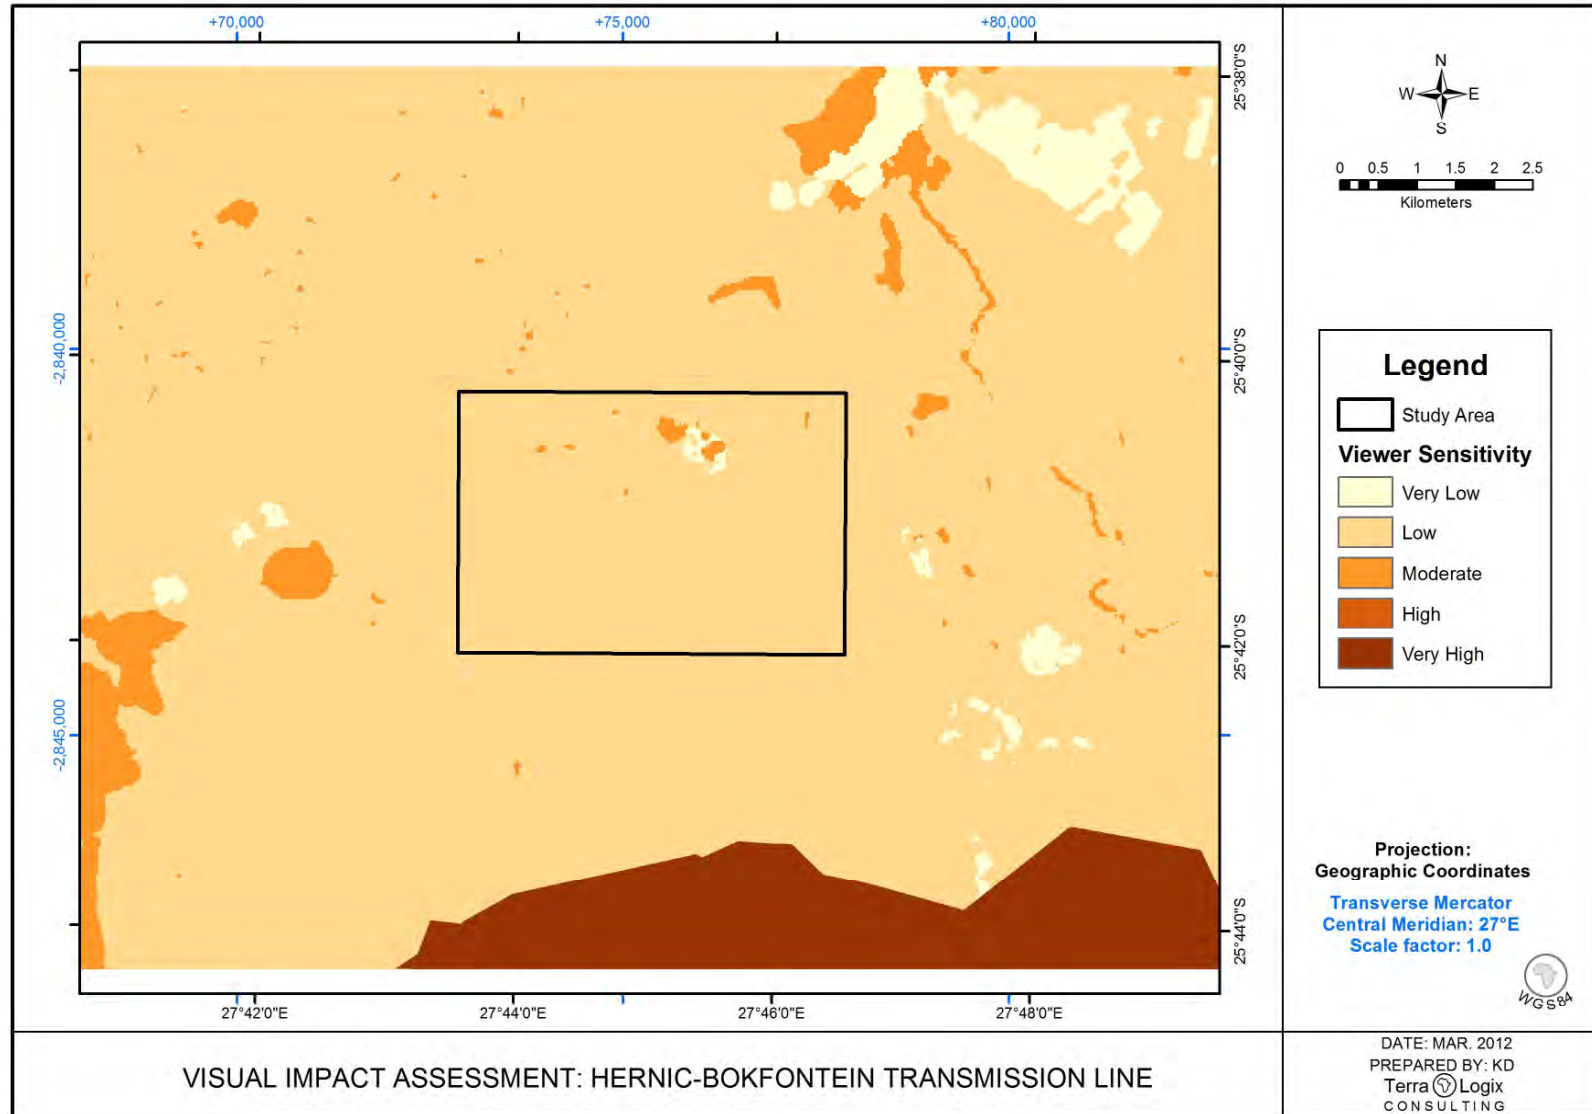 +70,000 +75,000 +80,000
25°38'0"S
-2,840,000
25°40'0"S
25°42'0"S
-2,845,000
25°44'0"S
27°42'0"E 27°44'0"E 27°46'0"E 27°48'0"E
N
W E
S
0 0.5 1 1.5 2 2.5
Kilometers
Legend
Study Area
Viewer Sensitivity
Very Low
Low
Moderate
High
Very High
Projection:
Geographic Coordinates
Transverse Mercator
Central Meridian: 27°E
Scale factor: 1.0
WGS84
VISUAL IMPACT ASSESSMENT: HERNIC-BOKFONTEIN TRANSMISSION LINE
DATE: MAR. 2012
PREPARED BY: KD
Terra Logix
CONSULTING